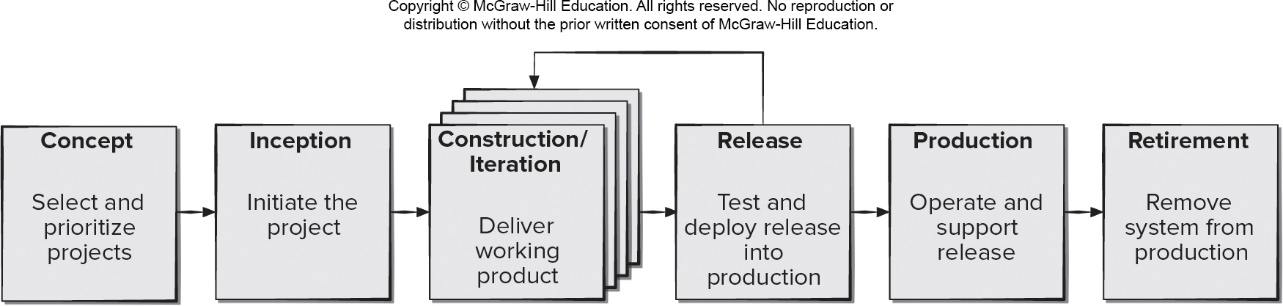 Copyright © McGraw-Hill Education. All rights reserved. No reproduction or
distribution without the prior written consent of McGraw-Hill Education.
Concept
Select and
prioritize
projects
Inception
Initiate the
project
Construction/
Iteration
Deliver
working
product
Release
Test and
deploy release
into
production
Production
Operate and
support
release
Retirement
Remove
system from
production